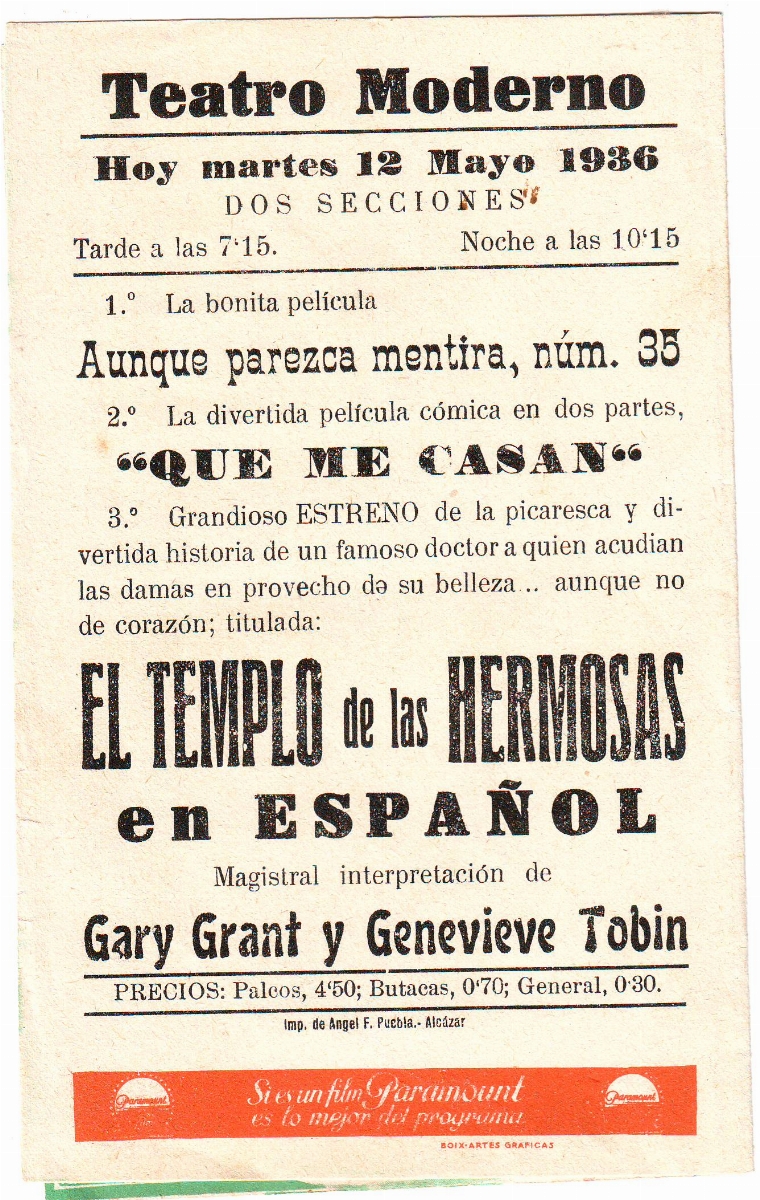 Teatro Moderno
Hoy martes 12 Mayo 1936
DOS SECCIONES
Tarde a las 7'15. Noche a las 10'15
1.º La bonita película
Aunque parezca mentira, núm. 35
2.º La divertida película cómica en dos partes,
“QUE ME CASAN“
3.º Grandioso ESTRENO de la picaresca y di-
vertida historia de un famoso doctor a quien acudian
las damas en provecho de su belleza... aunque no
de corazón; titulada:
EL TEMPLO de las HERMOSAS
en ESPAÑOL
Magistral interpretación de
Gary Grant y Genevieve Tobin
PRECIOS: Palcos, 4'50; Butacas, 0'70; General, 0'30.
Imp. de Angel F. Puebla.- Alcázar
Paramount
Si es un film Paramount
es lo mejor del programa
Paramount
BOIX-ARTES GRAFICAS